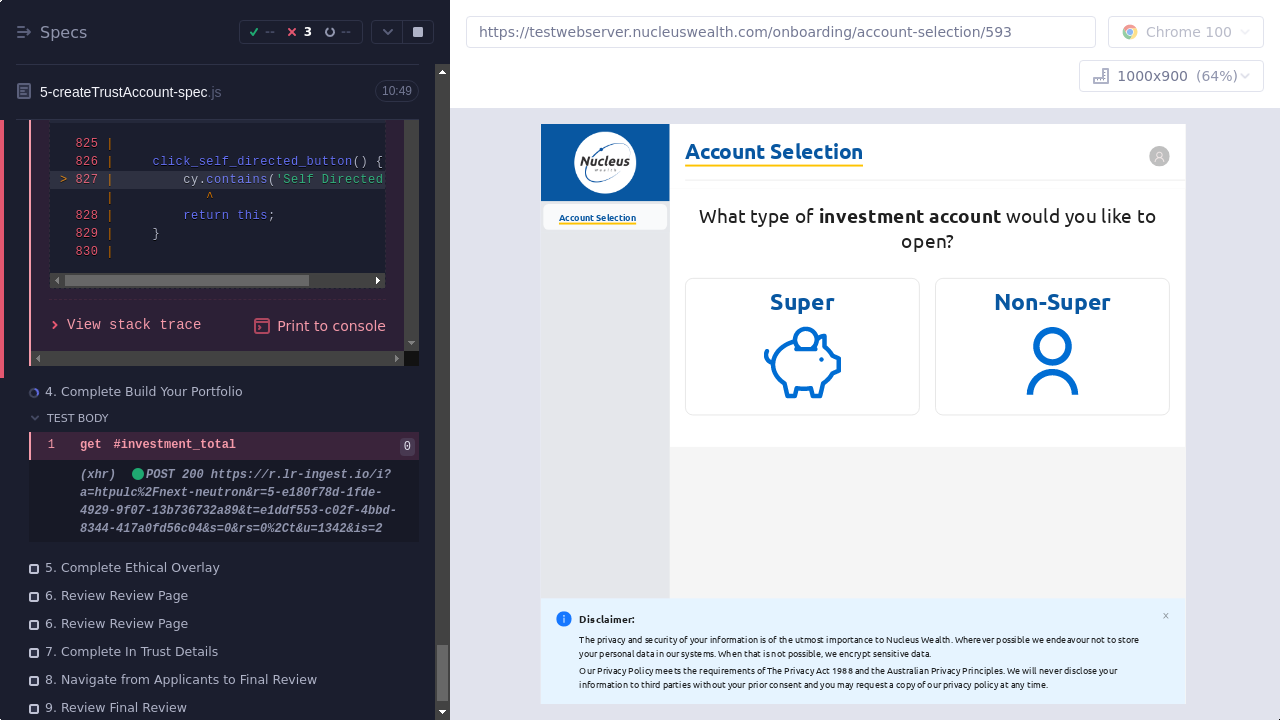 Specs
--
3
--
5-createTrustAccount-spec.js
10:49
825 |
826 |     click_self_directed_button() {
> 827 |         cy.contains('Self Directed
|            ^
828 |         return this;
829 |     }
830 |
View stack trace
Print to console
4. Complete Build Your Portfolio
TEST BODY
1 get #investment_total 0
(xhr) POST 200 https://r.lr-ingest.io/i?
a=htpulc%2Fnext-neutron&r=5-e180f78d-1fde-
4929-9f07-13b736732a89&t=e1ddf553-c02f-4bbd-
8344-417a0fd56c04&s=0&rs=0%2Ct&u=1342&is=2
5. Complete Ethical Overlay
6. Review Review Page
6. Review Review Page
7. Complete In Trust Details
8. Navigate from Applicants to Final Review
9. Review Final Review
https://testwebserver.nucleuswealth.com/onboarding/account-selection/593
Chrome 100
1000x900 (64%)
Nucleus
Wealth
Account Selection
Account Selection
What type of investment account would you like to
open?
Super
Non-Super
Disclaimer:
The privacy and security of your information is of the utmost importance to Nucleus Wealth. Wherever possible we endeavour not to store
your personal data in our systems. When that is not possible, we encrypt sensitive data.
Our Privacy Policy meets the requirements of The Privacy Act 1988 and the Australian Privacy Principles. We will never disclose your
information to third parties without your prior consent and you may request a copy of our privacy policy at any time.